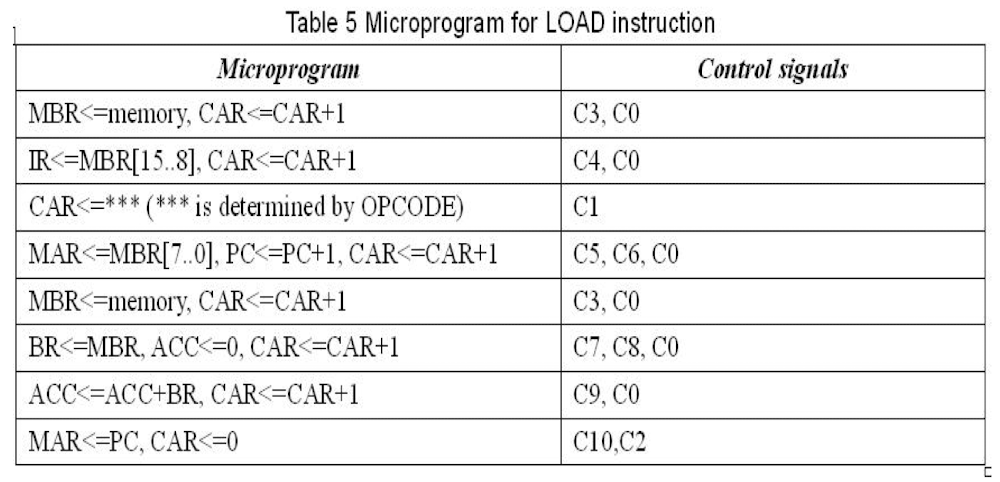 Table 5 Microprogram for LOAD instruction
Microprogram Control signals
MBR<=memory, CAR<=CAR+1 C3, C0
IR<=MBR[15..8], CAR<=CAR+1 C4, C0
CAR<=*** (*** is determined by OPCODE) C1
MAR<=MBR[7..0], PC<=PC+1, CAR<=CAR+1 C5, C6, C0
MBR<=memory, CAR<=CAR+1 C3, C0
BR<=MBR, ACC<=0, CAR<=CAR+1 C7, C8, C0
ACC<=ACC+BR, CAR<=CAR+1 C9, C0
MAR<=PC, CAR<=0 C10,C2